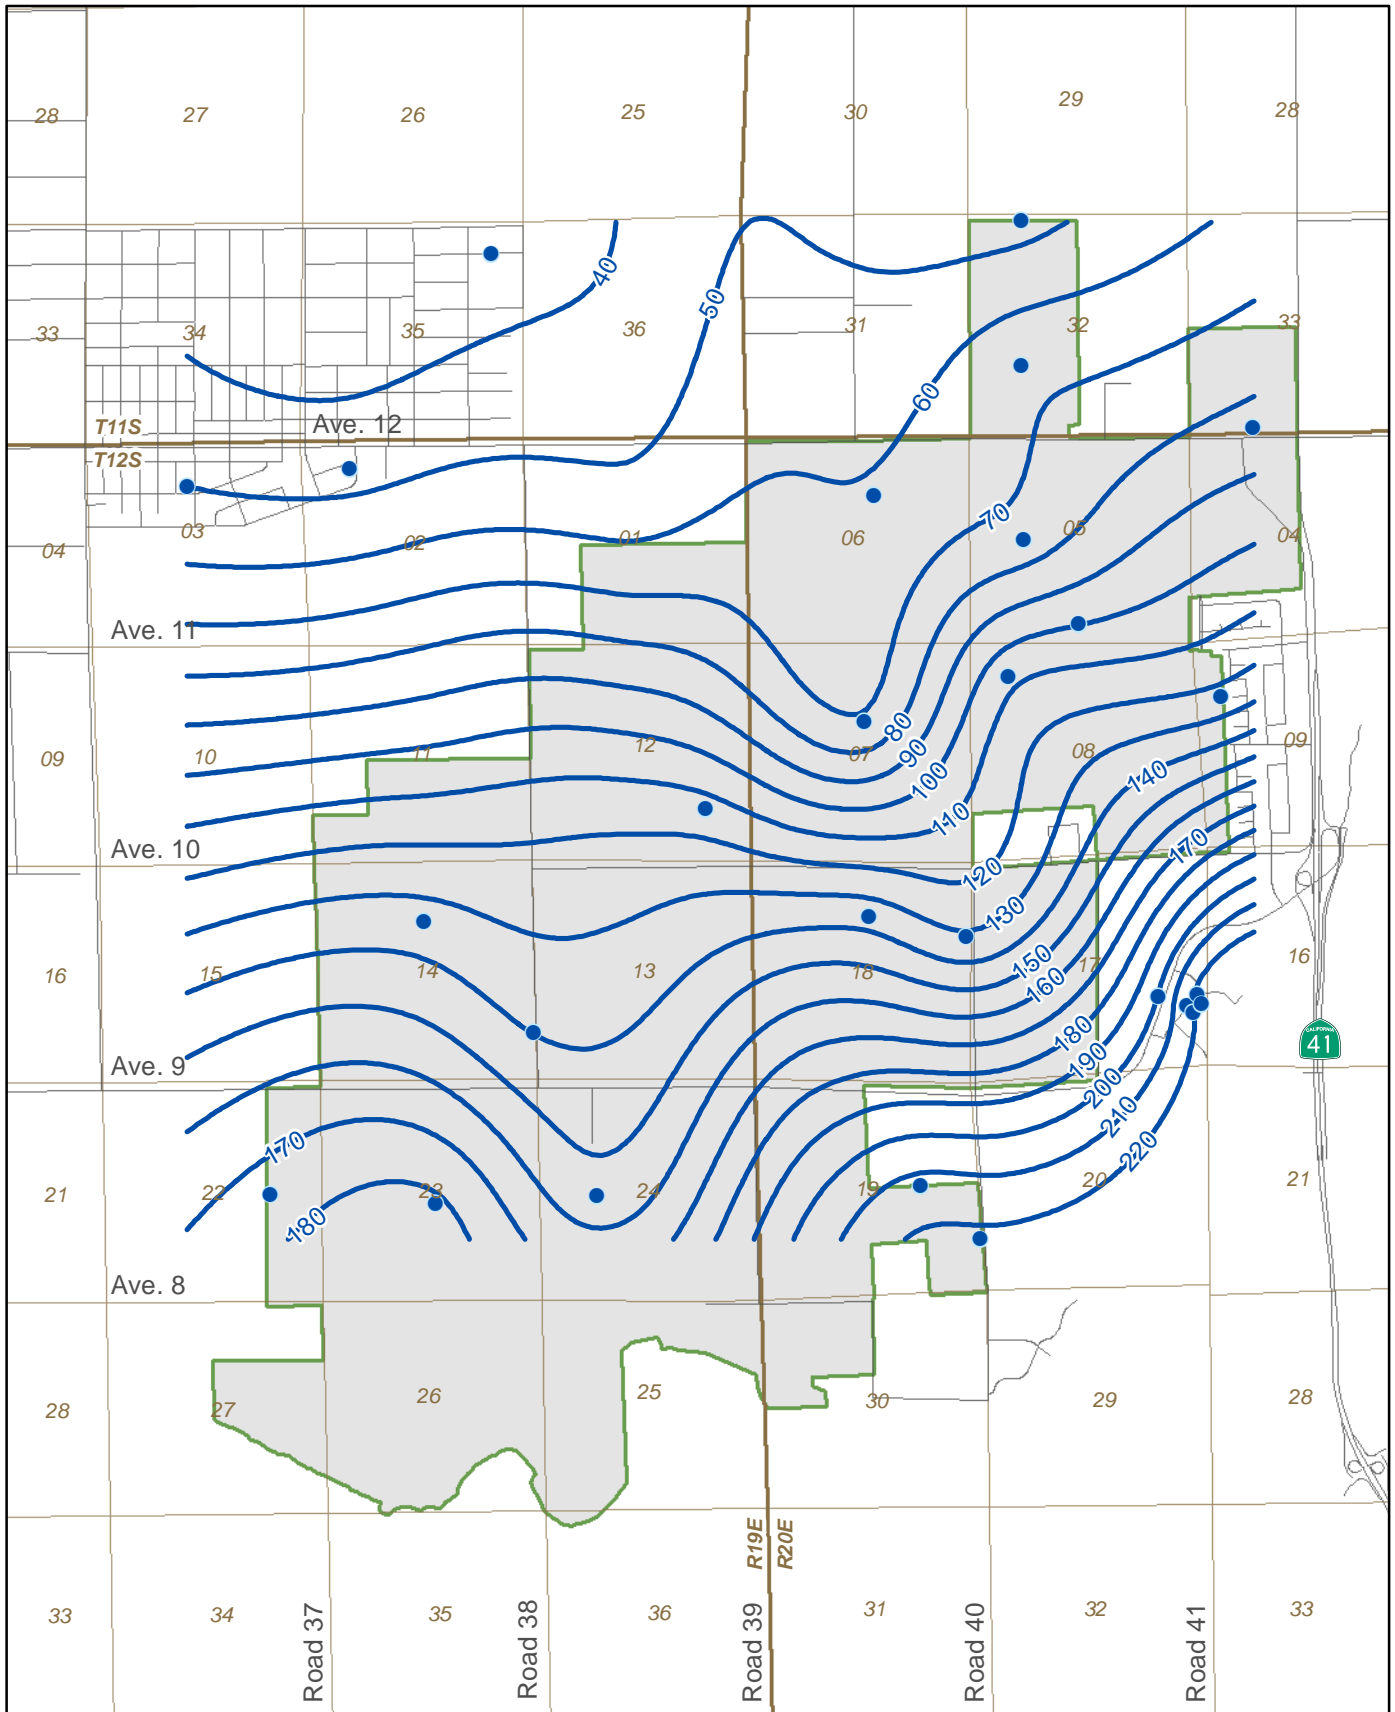 28 27 26 25 30 29 28
40
50
33 34 35 36 31 32 33
60
Ave. 12
T11S
T12S
70
04 03 02 01 06 05 04
Ave. 11
80
90
100
110
09 10 11 12 07 08 09
140
170
Ave. 10
120
130
150
160
16 15 14 13 18 17 16
CALIFORNIA
41
180
190
200
210
220
Ave. 9
170
180
21 22 23 24 19 20 21
Ave. 8
28 27 26 25 30 29 28
R19E
R20E
33 34 35 36 31 32 33
Road 37
Road 38
Road 39
Road 40
Road 41